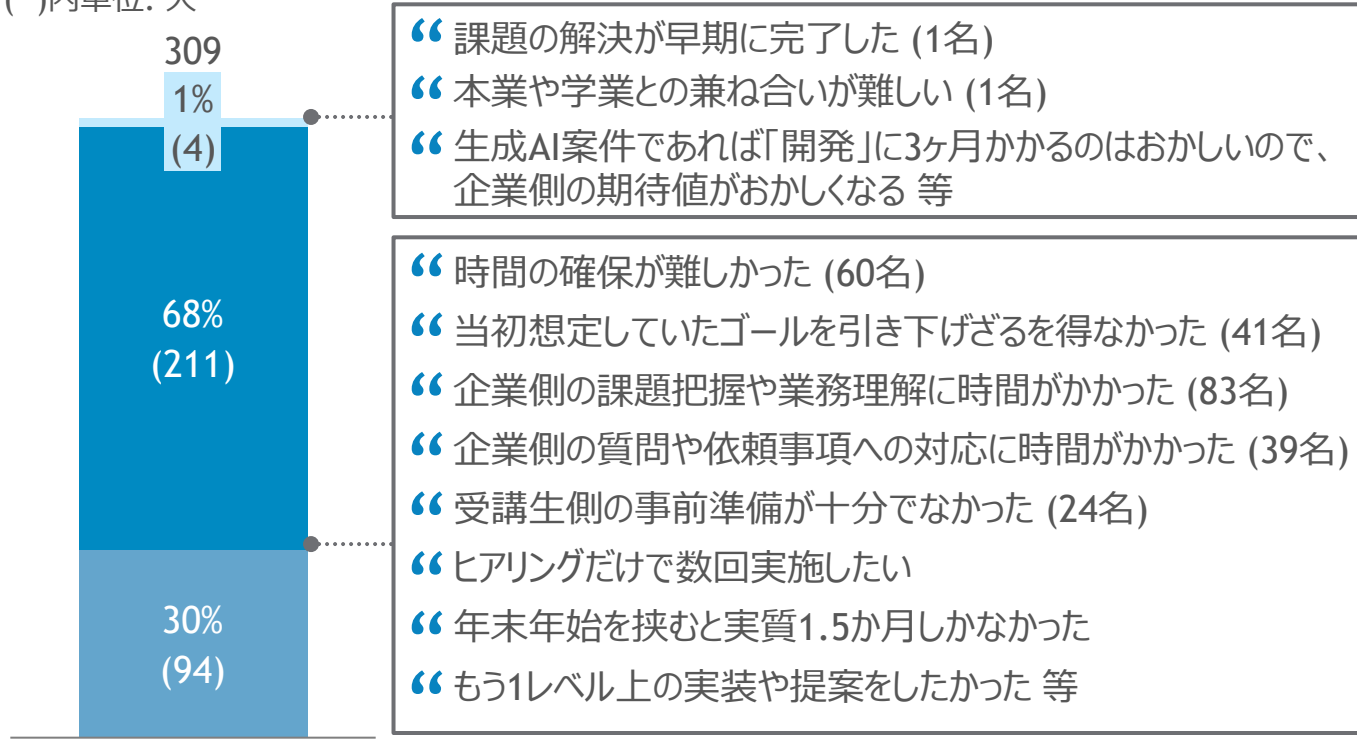 ( )内単位: 人
309
1%
(4)
68%
(211)
30%
(94)
“ 課題の解決が早期に完了した (1名)
“ 本業や学業との兼ね合いが難しい (1名)
“ 生成AI案件であれば「開発」に3ヶ月かかるのはおかしいので、
企業側の期待値がおかしくなる 等
“ 時間の確保が難しかった (60名)
“ 当初想定していたゴールを引き下げざるを得なかった (41名)
“ 企業側の課題把握や業務理解に時間がかかった (83名)
“ 企業側の質問や依頼事項への対応に時間がかかった (39名)
“ 受講生側の事前準備が十分でなかった (24名)
“ ヒアリングだけで数回実施したい
“ 年末年始を挟むと実質1.5か月しかなかった
“ もう1レベル上の実装や提案をしたかった 等